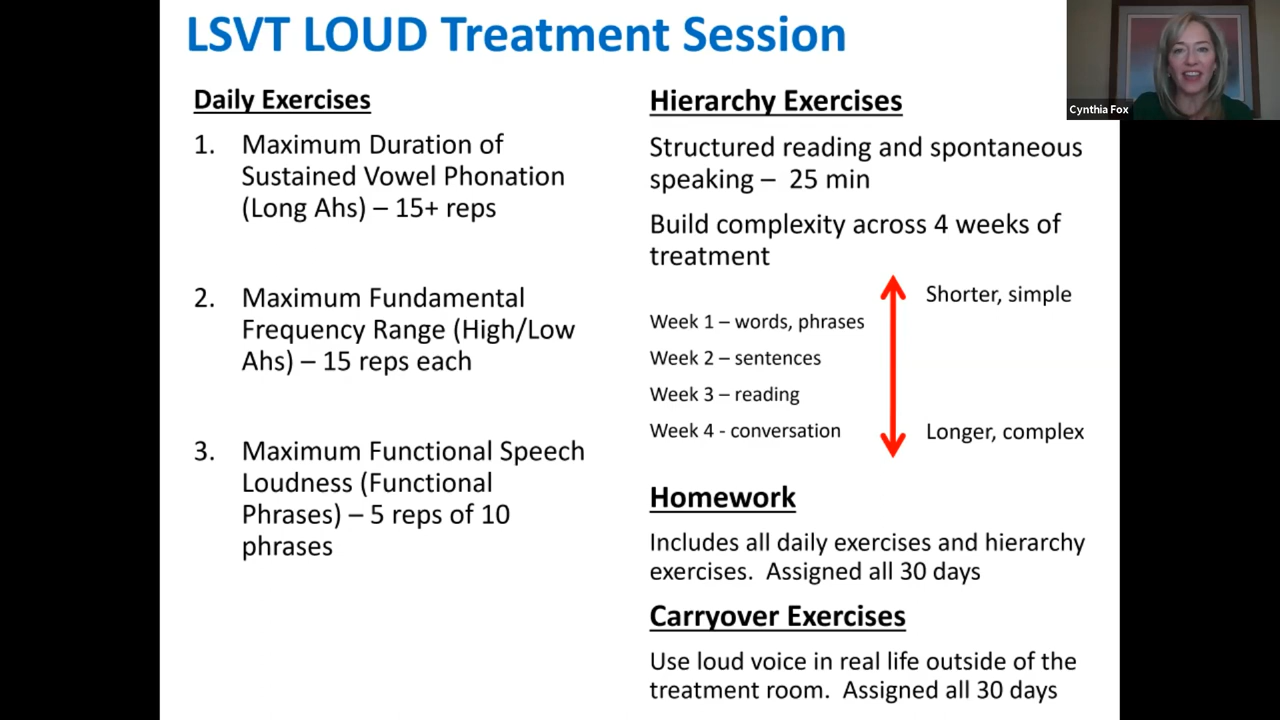 LSVT LOUD Treatment Session
Daily Exercises
1. Maximum Duration of
Sustained Vowel Phonation
(Long Ahs) – 15+ reps
2. Maximum Fundamental
Frequency Range (High/Low
Ahs) – 15 reps each
3. Maximum Functional Speech
Loudness (Functional
Phrases) – 5 reps of 10
phrases
Hierarchy Exercises
Structured reading and spontaneous
speaking – 25 min
Build complexity across 4 weeks of
treatment
Shorter, simple
Week 1 – words, phrases
Week 2 – sentences
Week 3 – reading
Week 4 - conversation
Longer, complex
Homework
Includes all daily exercises and hierarchy
exercises. Assigned all 30 days
Carryover Exercises
Use loud voice in real life outside of the
treatment room. Assigned all 30 days
Cynthia Fox